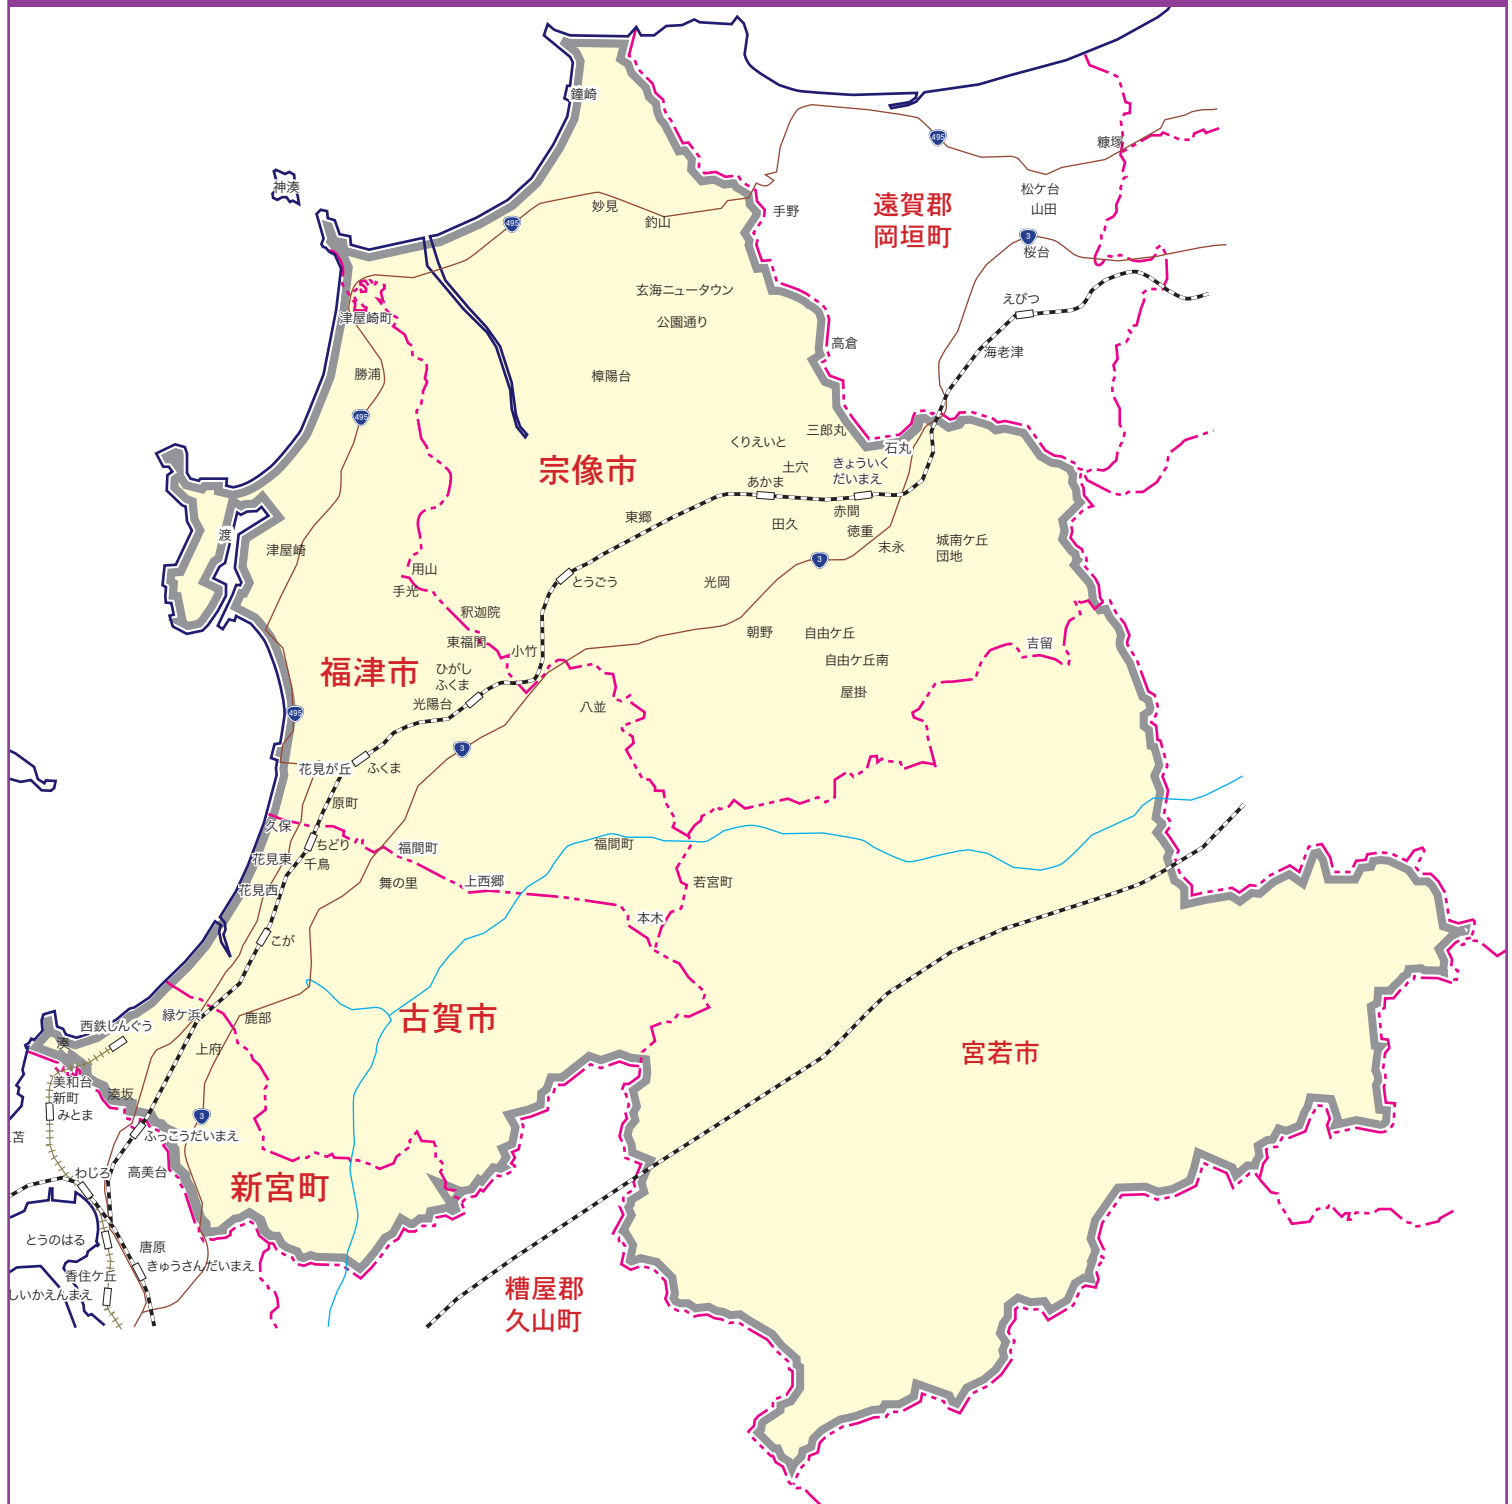 鐘崎
495
糠塚
神湊
松ケ台
山田
妙見
釣山
手野
遠賀郡
岡垣町
495
3
桜台
玄海ニュータウン
えびつ
公園通り
津屋崎町
高倉
海老津
勝浦
樟陽台
495
三郎丸
くりえいと
石丸
宗像市
土穴
きょういく
だいまえ
あかま
赤間
東郷
田久
徳重
渡
末永
城南ケ丘
団地
津屋崎
用山
手光
とうごう
光岡
3
釈迦院
東福間
小竹
朝野
自由ケ丘
吉留
福津市
ひがし
ふくま
自由ケ丘南
光陽台
八並
屋掛
495
3
花見が丘
ふくま
原町
久保
ちどり
福間町
福間町
花見東
千鳥
花見西
舞の里
上西郷
若宮町
本木
こが
緑ケ浜
鹿部
古賀市
西鉄しんぐう
湊
上府
宮若市
美和台
新町
湊坂
みとま
3
苫
ふっこうだいまえ
わじろ
高美台
新宮町
とうのはる
唐原
きゅうさんだいまえ
香住ケ丘
しいかえんまえ
糟屋郡
久山町